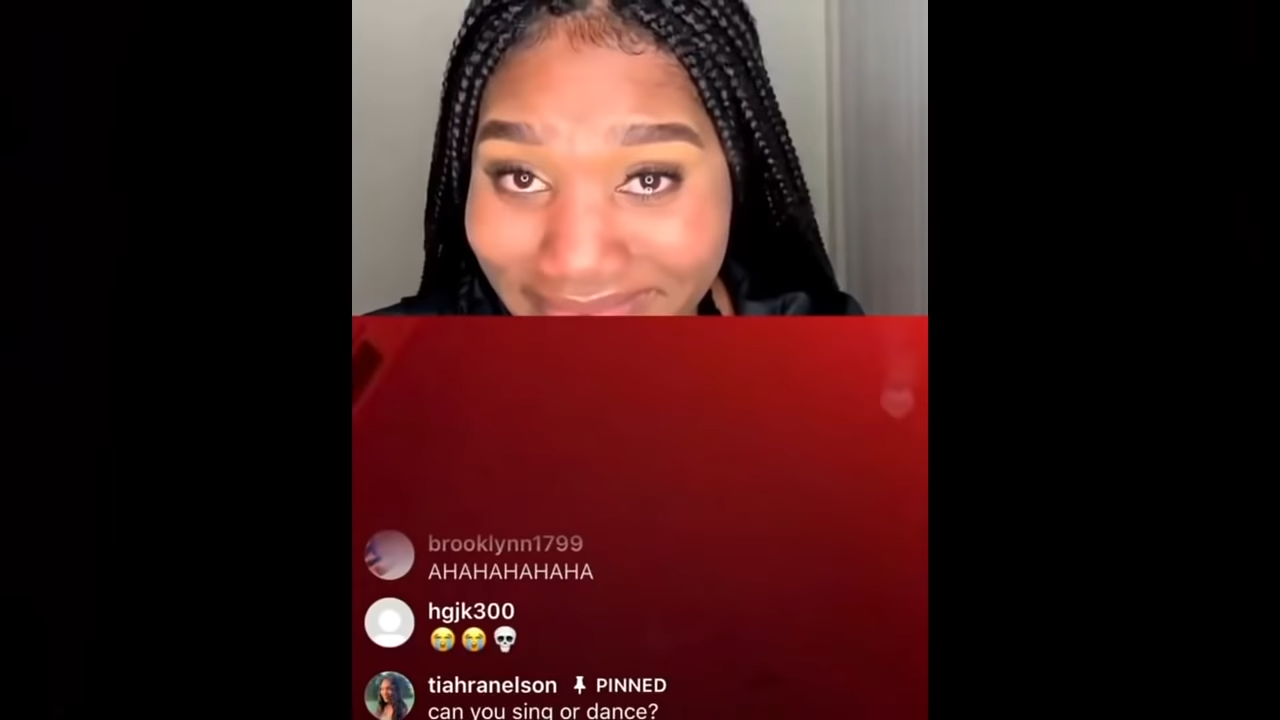 brooklynn1799
AHAHAHAHAHA
hgjk300
😭😭💀
tiahranelson PINNED
can you sing or dance?